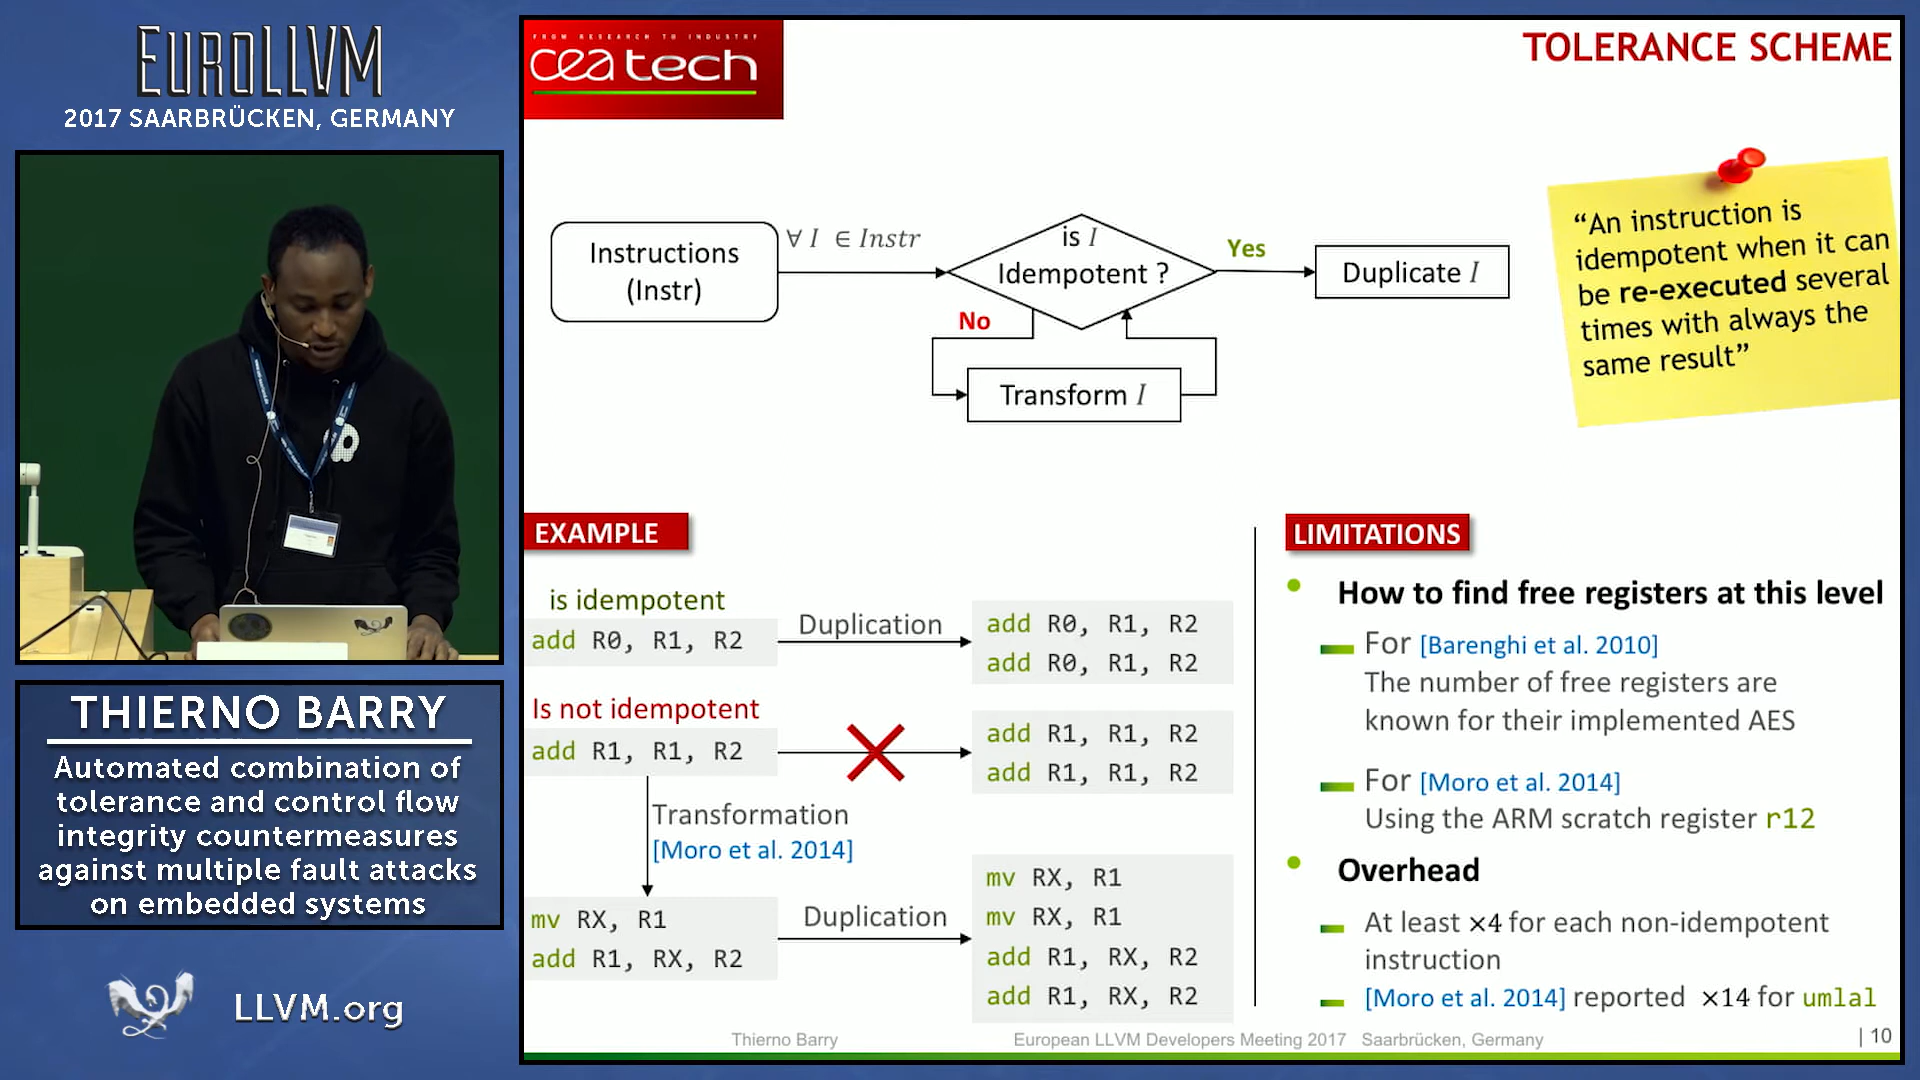 EUROLLVM
2017 SAARBRÜCKEN, GERMANY
THIERNO BARRY
Automated combination of
tolerance and control flow
integrity countermeasures
against multiple fault attacks
on embedded systems
LLVM.org
FROM RESEARCH TO INDUSTRY
cea tech
TOLERANCE SCHEME
Instructions
(Instr)
∀ I ∈ Instr
is I
Idempotent ?
Yes
Duplicate I
No
Transform I
“An instruction is
idempotent when it can
be re-executed several
times with always the
same result”
EXAMPLE
is idempotent
add R0, R1, R2
Duplication
add R0, R1, R2
add R0, R1, R2
Is not idempotent
add R1, R1, R2
add R1, R1, R2
add R1, R1, R2
Transformation
[Moro et al. 2014]
mv RX, R1
add R1, RX, R2
Duplication
mv RX, R1
mv RX, R1
add R1, RX, R2
add R1, RX, R2
LIMITATIONS
• How to find free registers at this level
For [Barenghi et al. 2010]
The number of free registers are
known for their implemented AES
For [Moro et al. 2014]
Using the ARM scratch register r12
• Overhead
At least ×4 for each non-idempotent
instruction
[Moro et al. 2014] reported ×14 for umlal
Thierno Barry
European LLVM Developers Meeting 2017 Saarbrücken, Germany
| 10